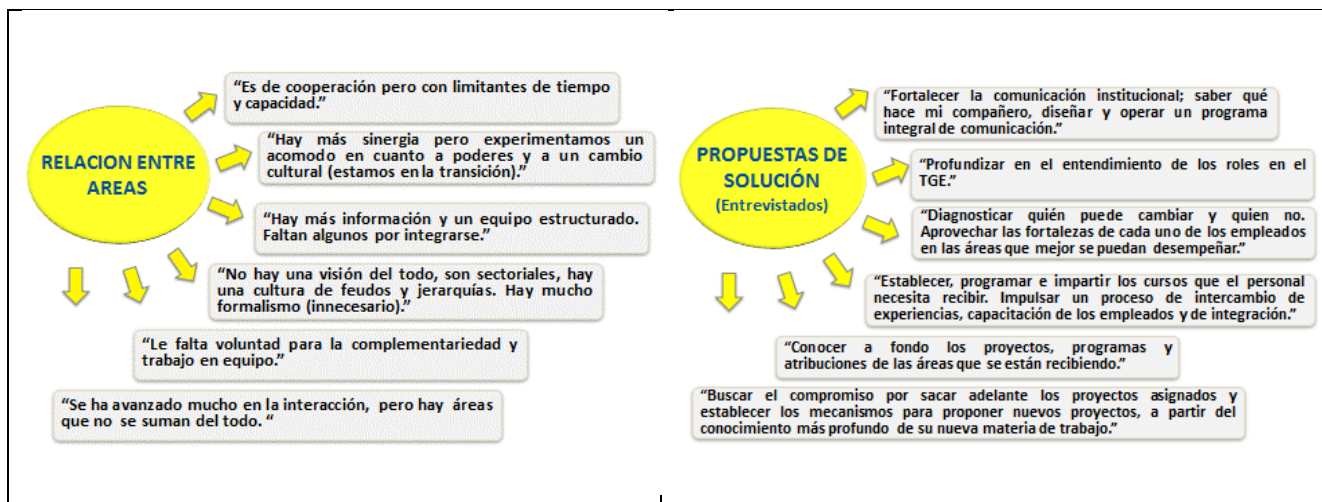 RELACION ENTRE
AREAS
“Es de cooperación pero con limitantes de tiempo
y capacidad.”
“Hay más sinergia pero experimentamos un
acomodo en cuanto a poderes y a un cambio
cultural (estamos en la transición).”
“Hay más información y un equipo estructurado.
Faltan algunos por integrarse.”
“No hay una visión del todo, son sectoriales, hay
una cultura de feudos y jerarquías. Hay mucho
formalismo (innecesario).”
“Le falta voluntad para la complementariedad y
trabajo en equipo.”
“Se ha avanzado mucho en la interacción, pero hay áreas
que no se suman del todo. “
PROPUESTAS DE
SOLUCIÓN
(Entrevistados)
“Fortalecer la comunicación institucional; saber qué
hace mi compañero, diseñar y operar un programa
integral de comunicación.”
“Profundizar en el entendimiento de los roles en el
TGE.”
“Diagnosticar quién puede cambiar y quien no.
Aprovechar las fortalezas de cada uno de los empleados
en las áreas que mejor se puedan desempeñar.”
“Establecer, programar e impartir los cursos que el personal
necesita recibir. Impulsar un proceso de intercambio de
experiencias, capacitación de los empleados y de integración.”
“Conocer a fondo los proyectos, programas y
atribuciones de las áreas que se están recibiendo.”
“Buscar el compromiso por sacar adelante los proyectos asignados y
establecer los mecanismos para proponer nuevos proyectos, a partir del
conocimiento más profundo de su nueva materia de trabajo.”